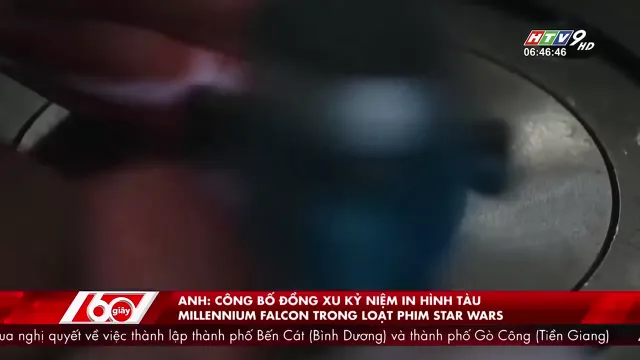 HTV9 HD
06:46:46
60 giây
ANH: CÔNG BỐ ĐỒNG XU KỶ NIỆM IN HÌNH TÀU
MILLENNIUM FALCON TRONG LOẠT PHIM STAR WARS
ua nghị quyết về việc thành lập thành phố Bến Cát (Bình Dương) và thành phố Gò Công (Tiền Giang)